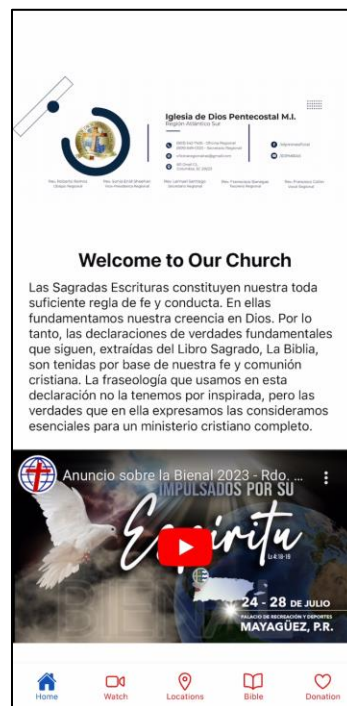 Iglesia de Dios Pentecostal M.I.
Región Atlántico Sur
Welcome to Our Church
Las Sagradas Escrituras constituyen nuestra toda
suficiente regla de fe y conducta. En ellas
fundamentamos nuestra creencia en Dios. Por lo
tanto, las declaraciones de verdades fundamentales
que siguen, extraídas del Libro Sagrado, La Biblia,
son tenidas por base de nuestra fe y comunión
cristiana. La fraseología que usamos en esta
declaración no la tenemos por inspirada, pero las
verdades que en ella expresamos las consideramos
esenciales para un ministerio cristiano completo.
Anuncio sobre la Bienal 2023 - Rdo. ...
IMPULSADOS POR SU
Espíritu
Lc 4:18-19
24 - 28 DE JULIO
PALACIO DE RECREACIÓN Y DEPORTES
MAYAGÜEZ, P.R.
Home
Watch
Locations
Bible
Donation